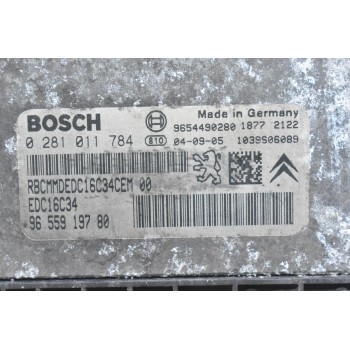 BOSCH
Made in Germany
9654490280 1877 2122
0 281 011 784
810
04-09-05
1039S06089
RBCMMDEDC16C34CEM 00
EDC16C34
96 559 197 80